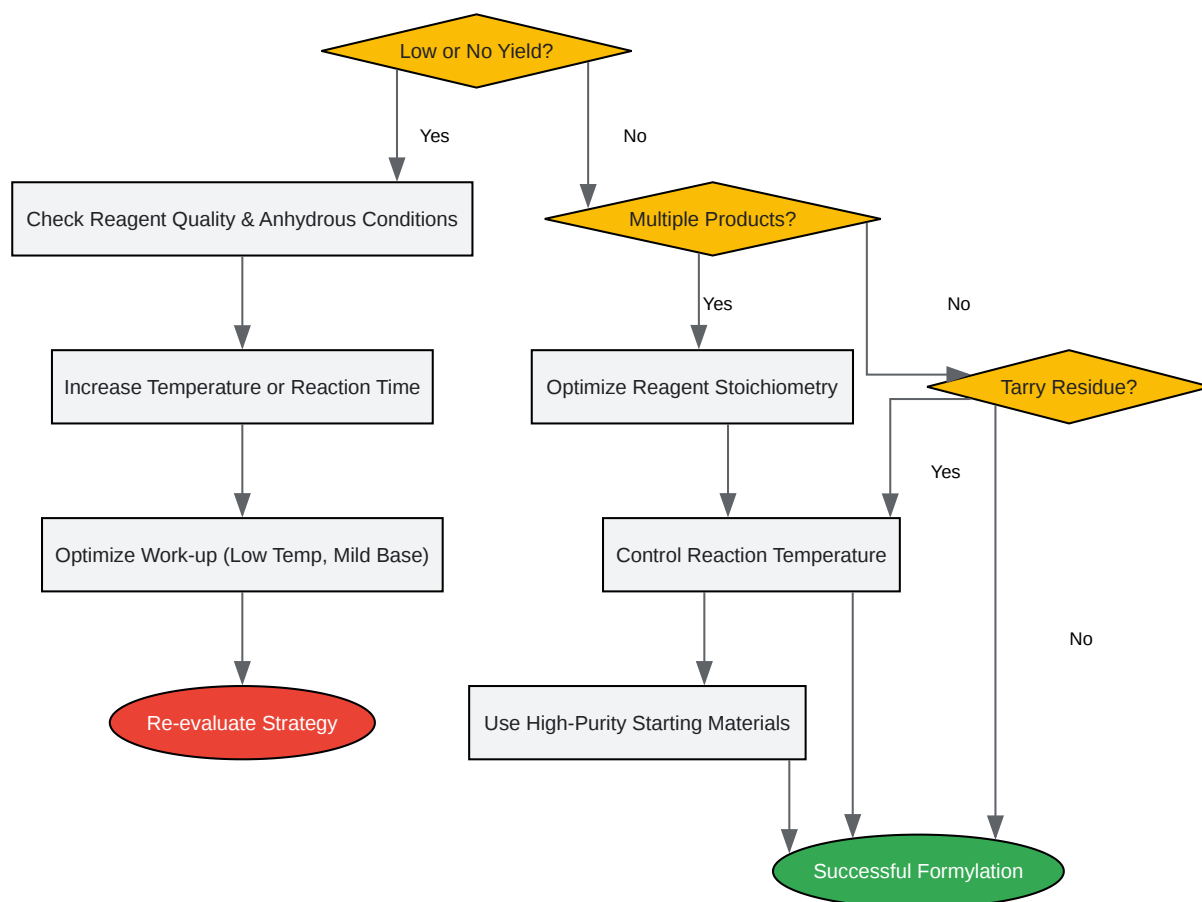 Low or No Yield?
Yes
No
Check Reagent Quality & Anhydrous Conditions
Multiple Products?
Yes
No
Increase Temperature or Reaction Time
Optimize Reagent Stoichiometry
Tarry Residue?
Yes
Optimize Work-up (Low Temp, Mild Base)
Control Reaction Temperature
No
Re-evaluate Strategy
Use High-Purity Starting Materials
Successful Formylation